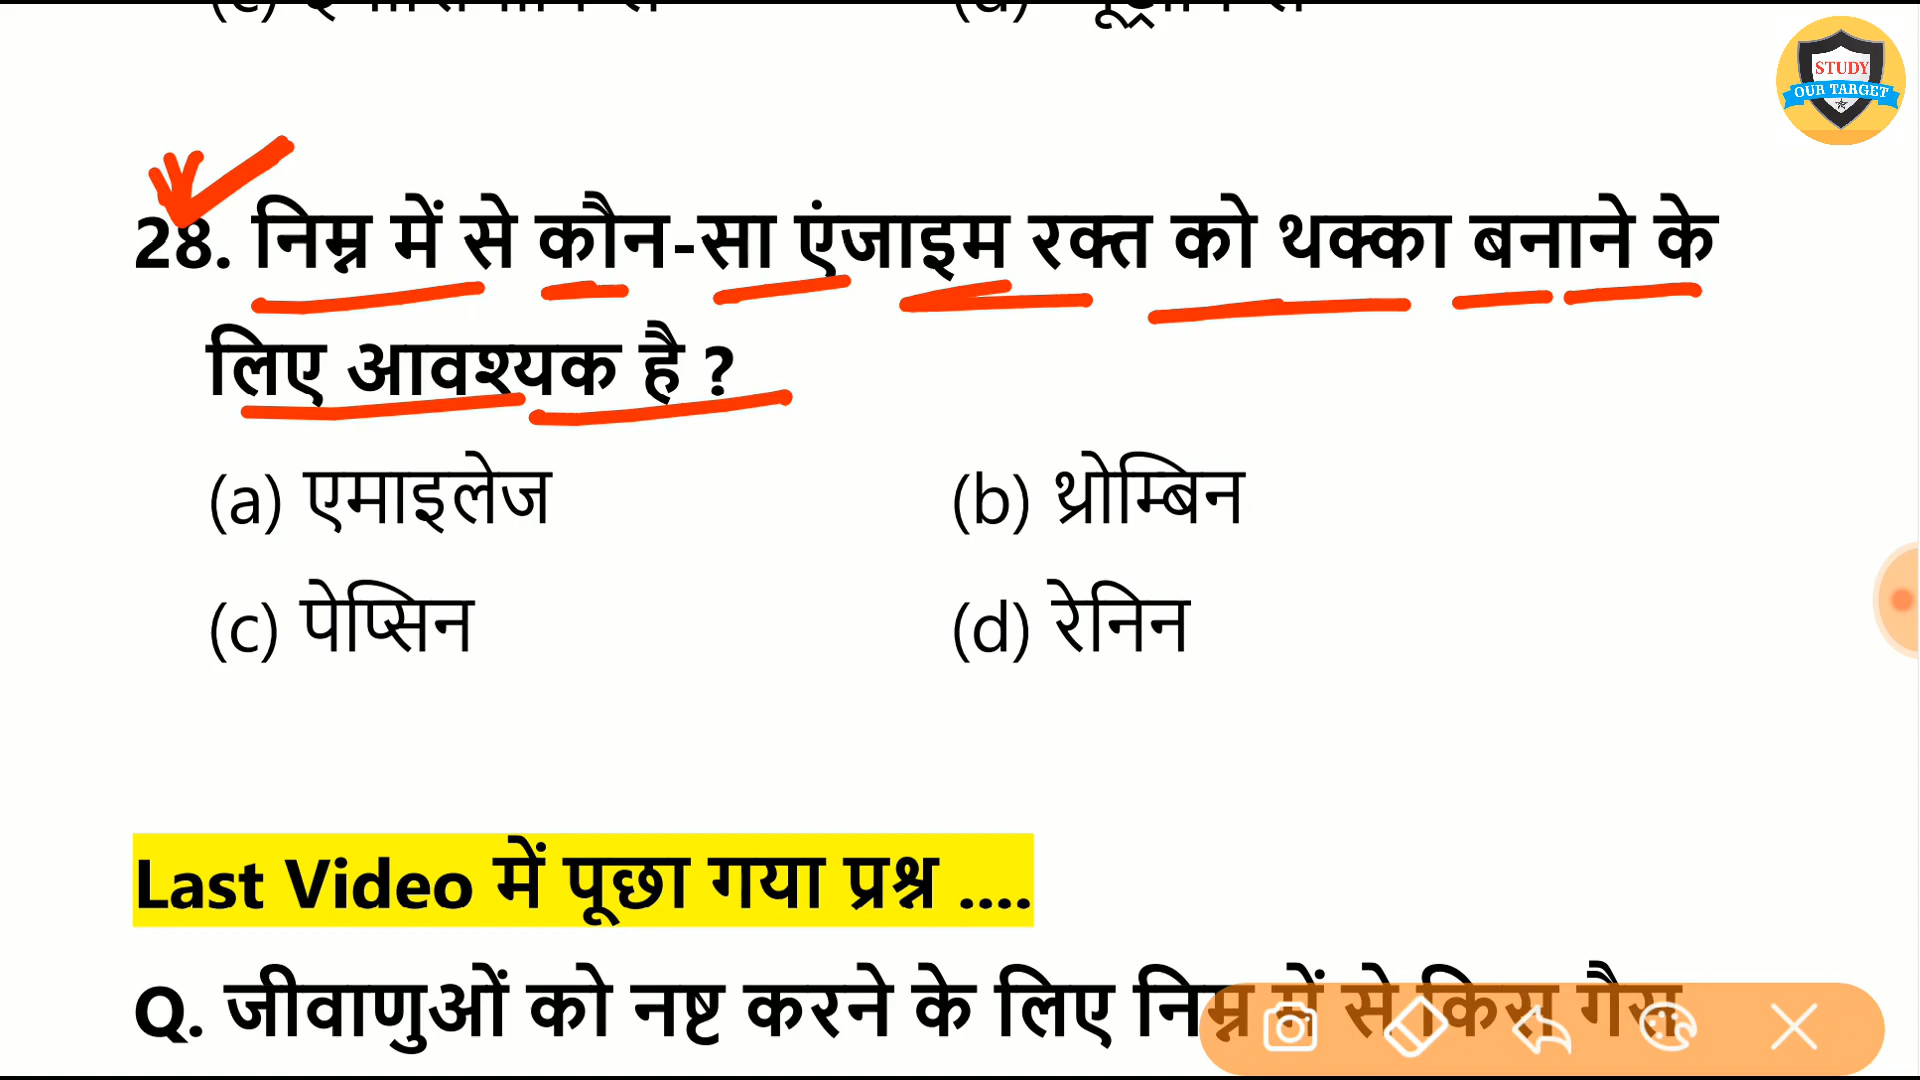 STUDY
OUR TARGET
28. निम्न में से कौन-सा एंजाइम रक्त को थक्का बनाने के
लिए आवश्यक है ?
(a) एमाइलेज (b) थ्रोम्बिन
(c) पेप्सिन (d) रेनिन
Last Video में पूछा गया प्रश्न ....
Q. जीवाणुओं को नष्ट करने के लिए निम्न में से किस गैस